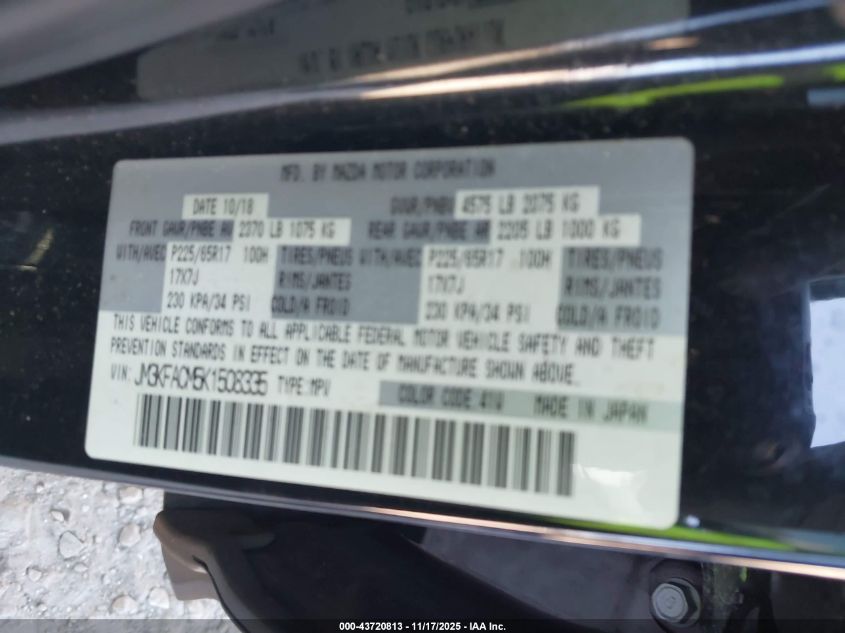 MFD. BY MAZDA MOTOR CORPORATION
DATE 10/18 GVWR/PNBV 4575 LB 2075 KG
FRONT GAWR/PNBE AV 2370 LB 1075 KG REAR GAWR/PNBE AR 2205 LB 1000 KG
WITH/AVEC P225/65R17 100H TIRES/PNEUS WITH/AVEC P225/65R17 100H TIRES/PNEUS
17X7J RIMS/JANTES 17X7J RIMS/JANTES
230 KPA/34 PSI COLD/A FROID 230 KPA/34 PSI COLD/A FROID
THIS VEHICLE CONFORMS TO ALL APPLICABLE FEDERAL MOTOR VEHICLE SAFETY AND THEFT
PREVENTION STANDARDS IN EFFECT ON THE DATE OF MANUFACTURE SHOWN ABOVE.
VIN: JM3KFACM5K1508335 TYPE:MPV COLOR CODE:41W MADE IN JAPAN
000-43720813 - 11/17/2025 - IAA Inc.